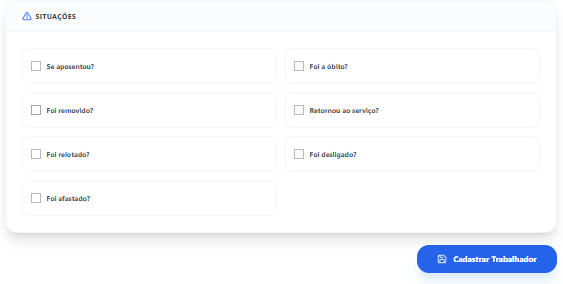 SITUAÇÕES
Se aposentou?
Foi a óbito?
Foi removido?
Retornou ao serviço?
Foi relotado?
Foi desligado?
Foi afastado?
Cadastrar Trabalhador